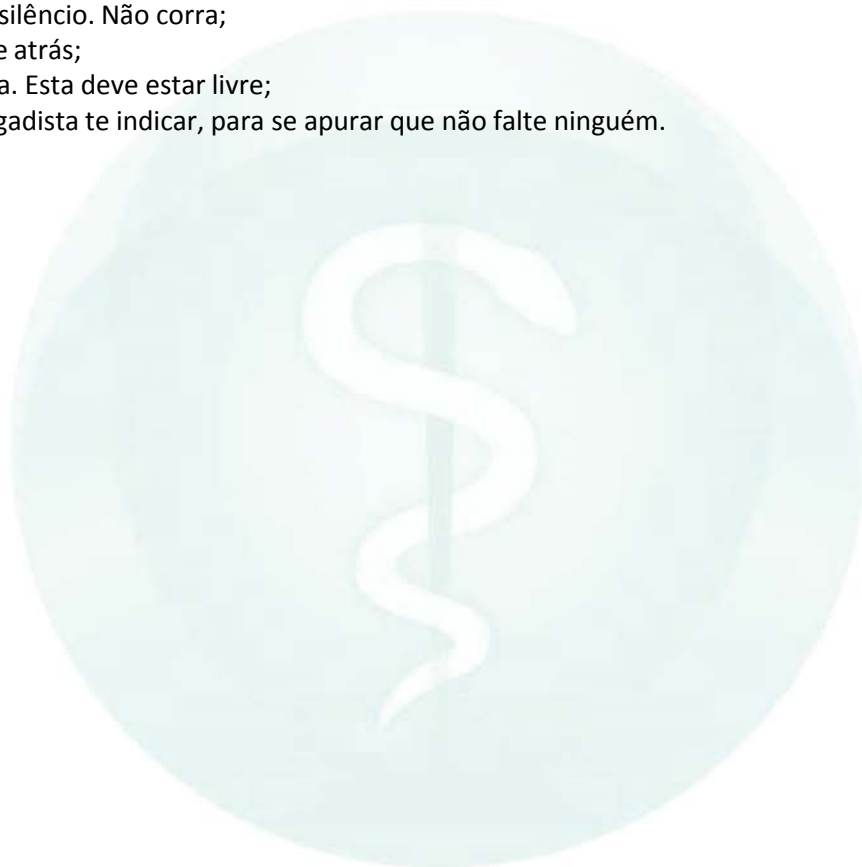 silêncio. Não corra;
e atrás;
a. Esta deve estar livre;
gadista te indicar, para se apurar que não falte ninguém.